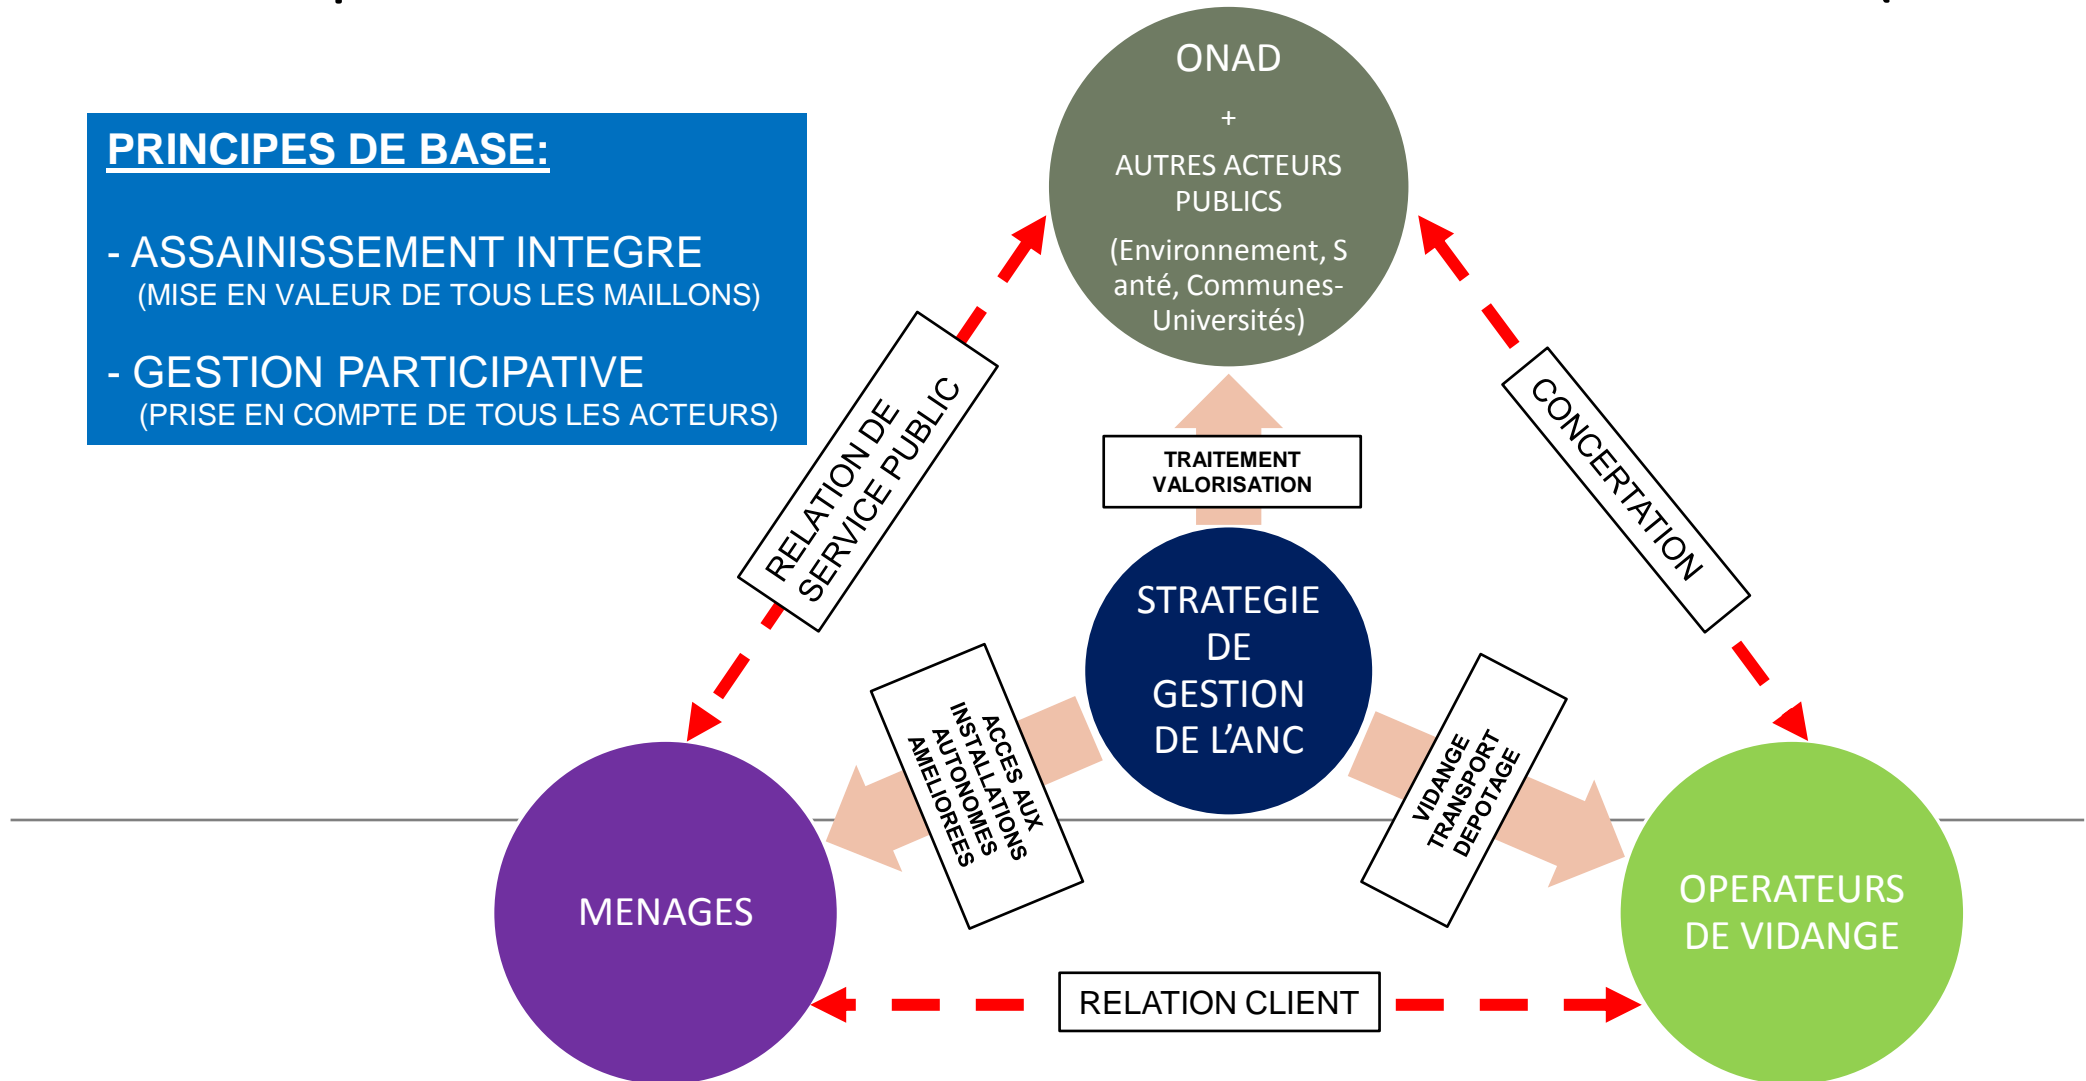 PRINCIPES DE BASE:
- ASSAINISSEMENT INTEGRE
(MISE EN VALEUR DE TOUS LES MAILLONS)
- GESTION PARTICIPATIVE
(PRISE EN COMPTE DE TOUS LES ACTEURS)
ONAD
+
AUTRES ACTEURS
PUBLICS
(Environnement, S
anté, Communes-
Universités)
RELATION DE
SERVICE PUBLIC
CONCERTATION
TRAITEMENT
VALORISATION
STRATEGIE
DE
GESTION
DE L’ANC
ACCES AUX
INSTALLATIONS
AUTONOMES
AMELIOREES
VIDANGE
TRANSPORT
DEPOTAGE
MENAGES
OPERATEURS
DE VIDANGE
RELATION CLIENT